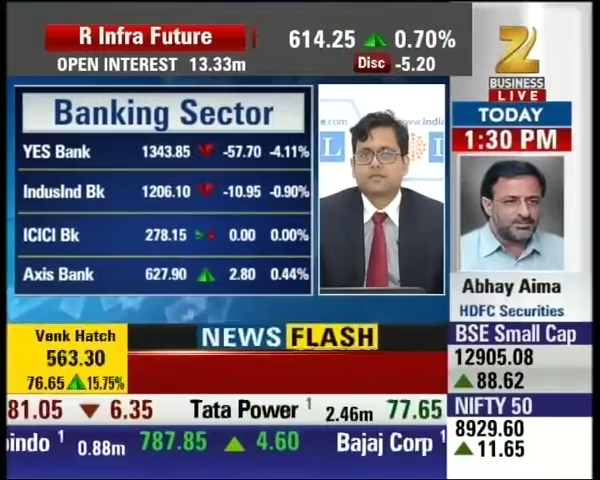 R Infra Future 614.25 0.70%
OPEN INTEREST 13.33m Disc -5.20
BUSINESS
LIVE
Banking Sector
YES Bank 1343.85 -57.70 -4.11%
IndusInd Bk 1206.10 -10.95 -0.90%
ICICI Bk 278.15 0.00 0.00%
Axis Bank 627.90 2.80 0.44%
TODAY
1:30 PM
Abhay Aima
HDFC Securities
Venk Hatch
563.30
76.65 15.75%
NEWS FLASH
BSE Small Cap
12905.08
88.62
NIFTY 50
8929.60
11.65
81.05 6.35 Tata Power 1 2.46m 77.65
indo 1 0.88m 787.85 4.60 Bajaj Corp 1